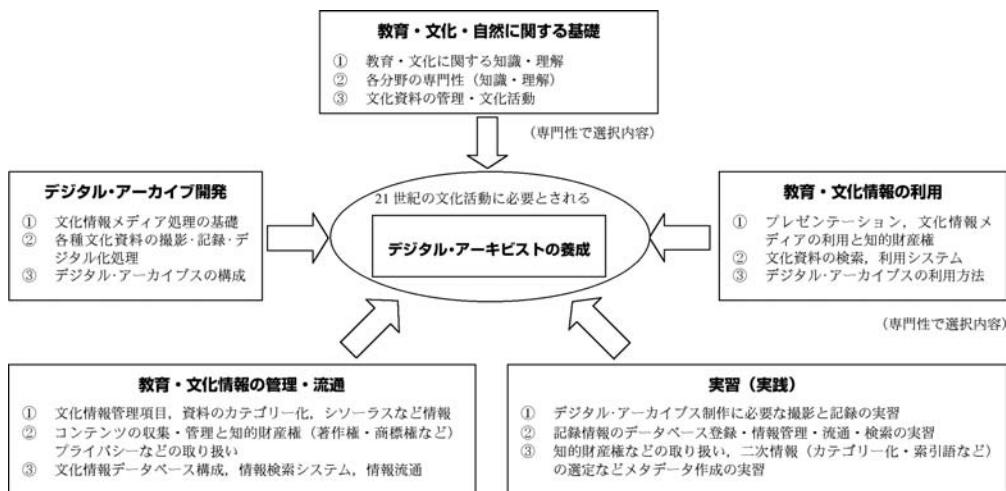 教育・文化・自然に関する基礎
① 教育・文化に関する知識・理解
② 各分野の専門性（知識・理解）
③ 文化資料の管理・文化活動
（専門性で選択内容）
デジタル・アーカイブ開発
① 文化情報メディア処理の基礎
② 各種文化資料の撮影・記録・デ
ジタル化処理
③ デジタル・アーカイブスの構成
21世紀の文化活動に必要とされる
デジタル・アーキビストの養成
教育・文化情報の利用
① プレゼンテーション，文化情報メ
ディアの利用と知的財産権
② 文化資料の検索，利用システム
③ デジタル・アーカイブスの利用方法
（専門性で選択内容）
教育・文化情報の管理・流通
① 文化情報管理項目，資料のカテゴリー化，シソーラスなど情報
② コンテンツの収集・管理と知的財産権（著作権・商標権など）
プライバシーなどの取り扱い
③ 文化情報データベース構成，情報検索システム，情報流通
実習（実践）
① デジタル・アーカイブス制作に必要な撮影と記録の実習
② 記録情報のデータベース登録・情報管理・流通・検索の実習
③ 知的財産権などの取り扱い，二次情報（カテゴリー化・索引語など）
の選定などメタデータ作成の実習